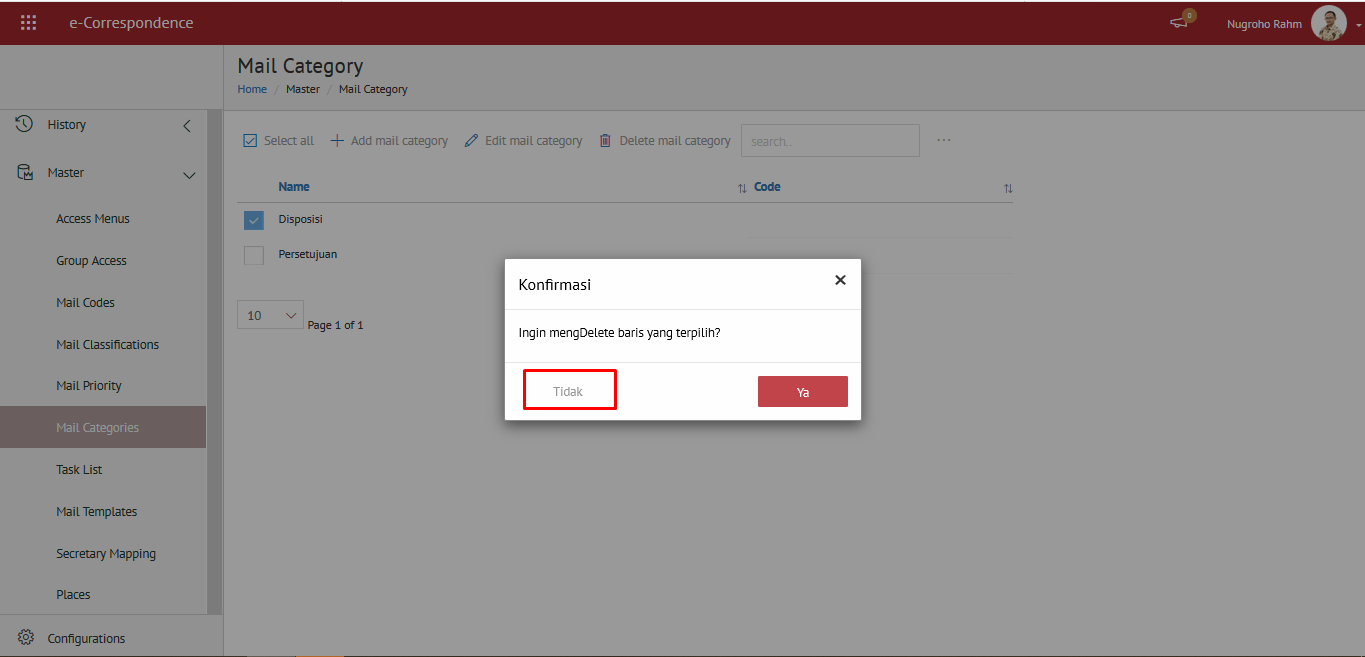 e-Correspondence
0
Nugroho Rahm
Mail Category
Home / Master / Mail Category
History
Master
Access Menus
Group Access
Mail Codes
Mail Classifications
Mail Priority
Mail Categories
Task List
Mail Templates
Secretary Mapping
Places
Configurations
Select all Add mail category Edit mail category Delete mail category search.. ...
Name Code
Disposisi
Persetujuan
10 Page 1 of 1
Konfirmasi
Ingin mengDelete baris yang terpilih?
Tidak Ya